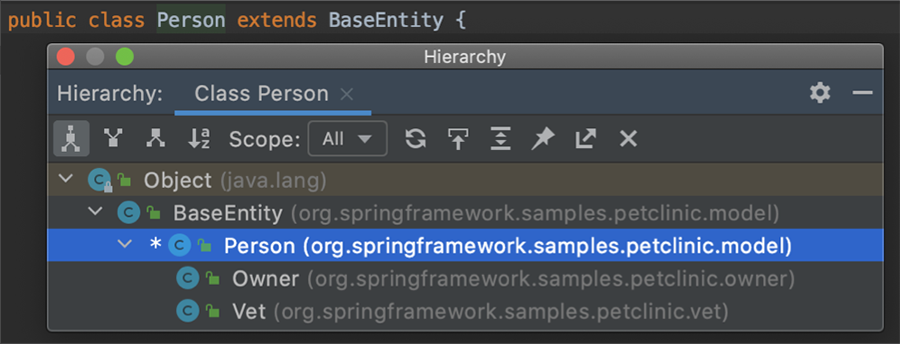 public class Person extends BaseEntity {
Hierarchy
Hierarchy: Class Person
Scope: All
Object (java.lang)
BaseEntity (org.springframework.samples.petclinic.model)
* Person (org.springframework.samples.petclinic.model)
Owner (org.springframework.samples.petclinic.owner)
Vet (org.springframework.samples.petclinic.vet)